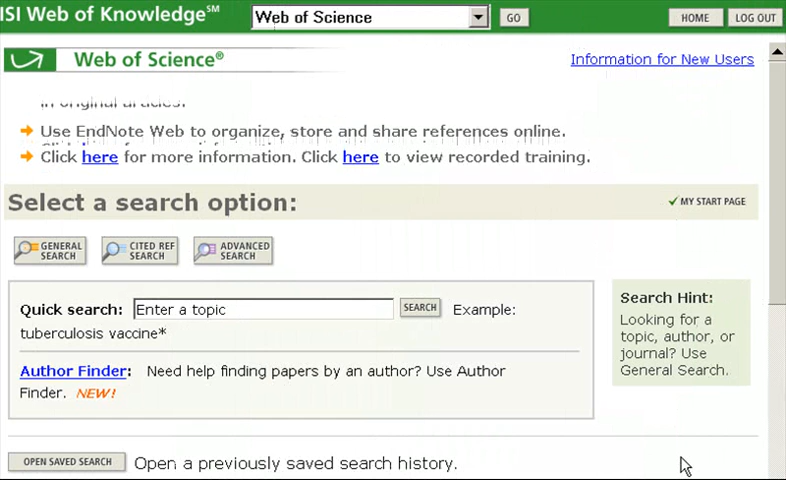 ISI Web of Knowledge℠ Web of Science GO HOME LOG OUT
Web of Science® Information for New Users
in original articles.
Use EndNote Web to organize, store and share references online.
Click here for more information. Click here to view recorded training.
Select a search option: MY START PAGE
GENERAL SEARCH
CITED REF SEARCH
ADVANCED SEARCH
Quick search: Enter a topic SEARCH Example:
tuberculosis vaccine*
Author Finder: Need help finding papers by an author? Use Author
Finder. NEW!
Search Hint:
Looking for a
topic, author, or
journal? Use
General Search.
OPEN SAVED SEARCH Open a previously saved search history.